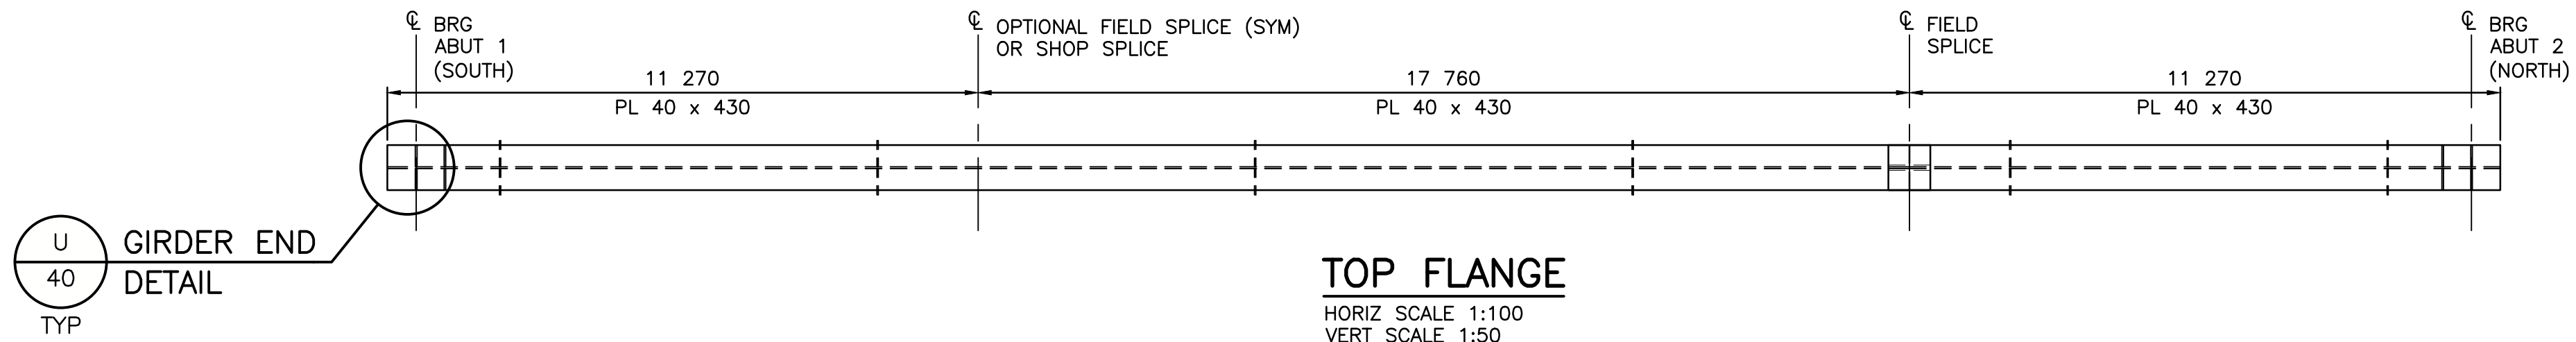 ℄ BRG
ABUT 1
(SOUTH)
℄ OPTIONAL FIELD SPLICE (SYM)
OR SHOP SPLICE
℄ FIELD
SPLICE
℄ BRG
ABUT 2
(NORTH)
11 270
PL 40 x 430
17 760
PL 40 x 430
11 270
PL 40 x 430
U
40
TYP
GIRDER END
DETAIL
TOP FLANGE
HORIZ SCALE 1:100
VERT SCALE 1:50